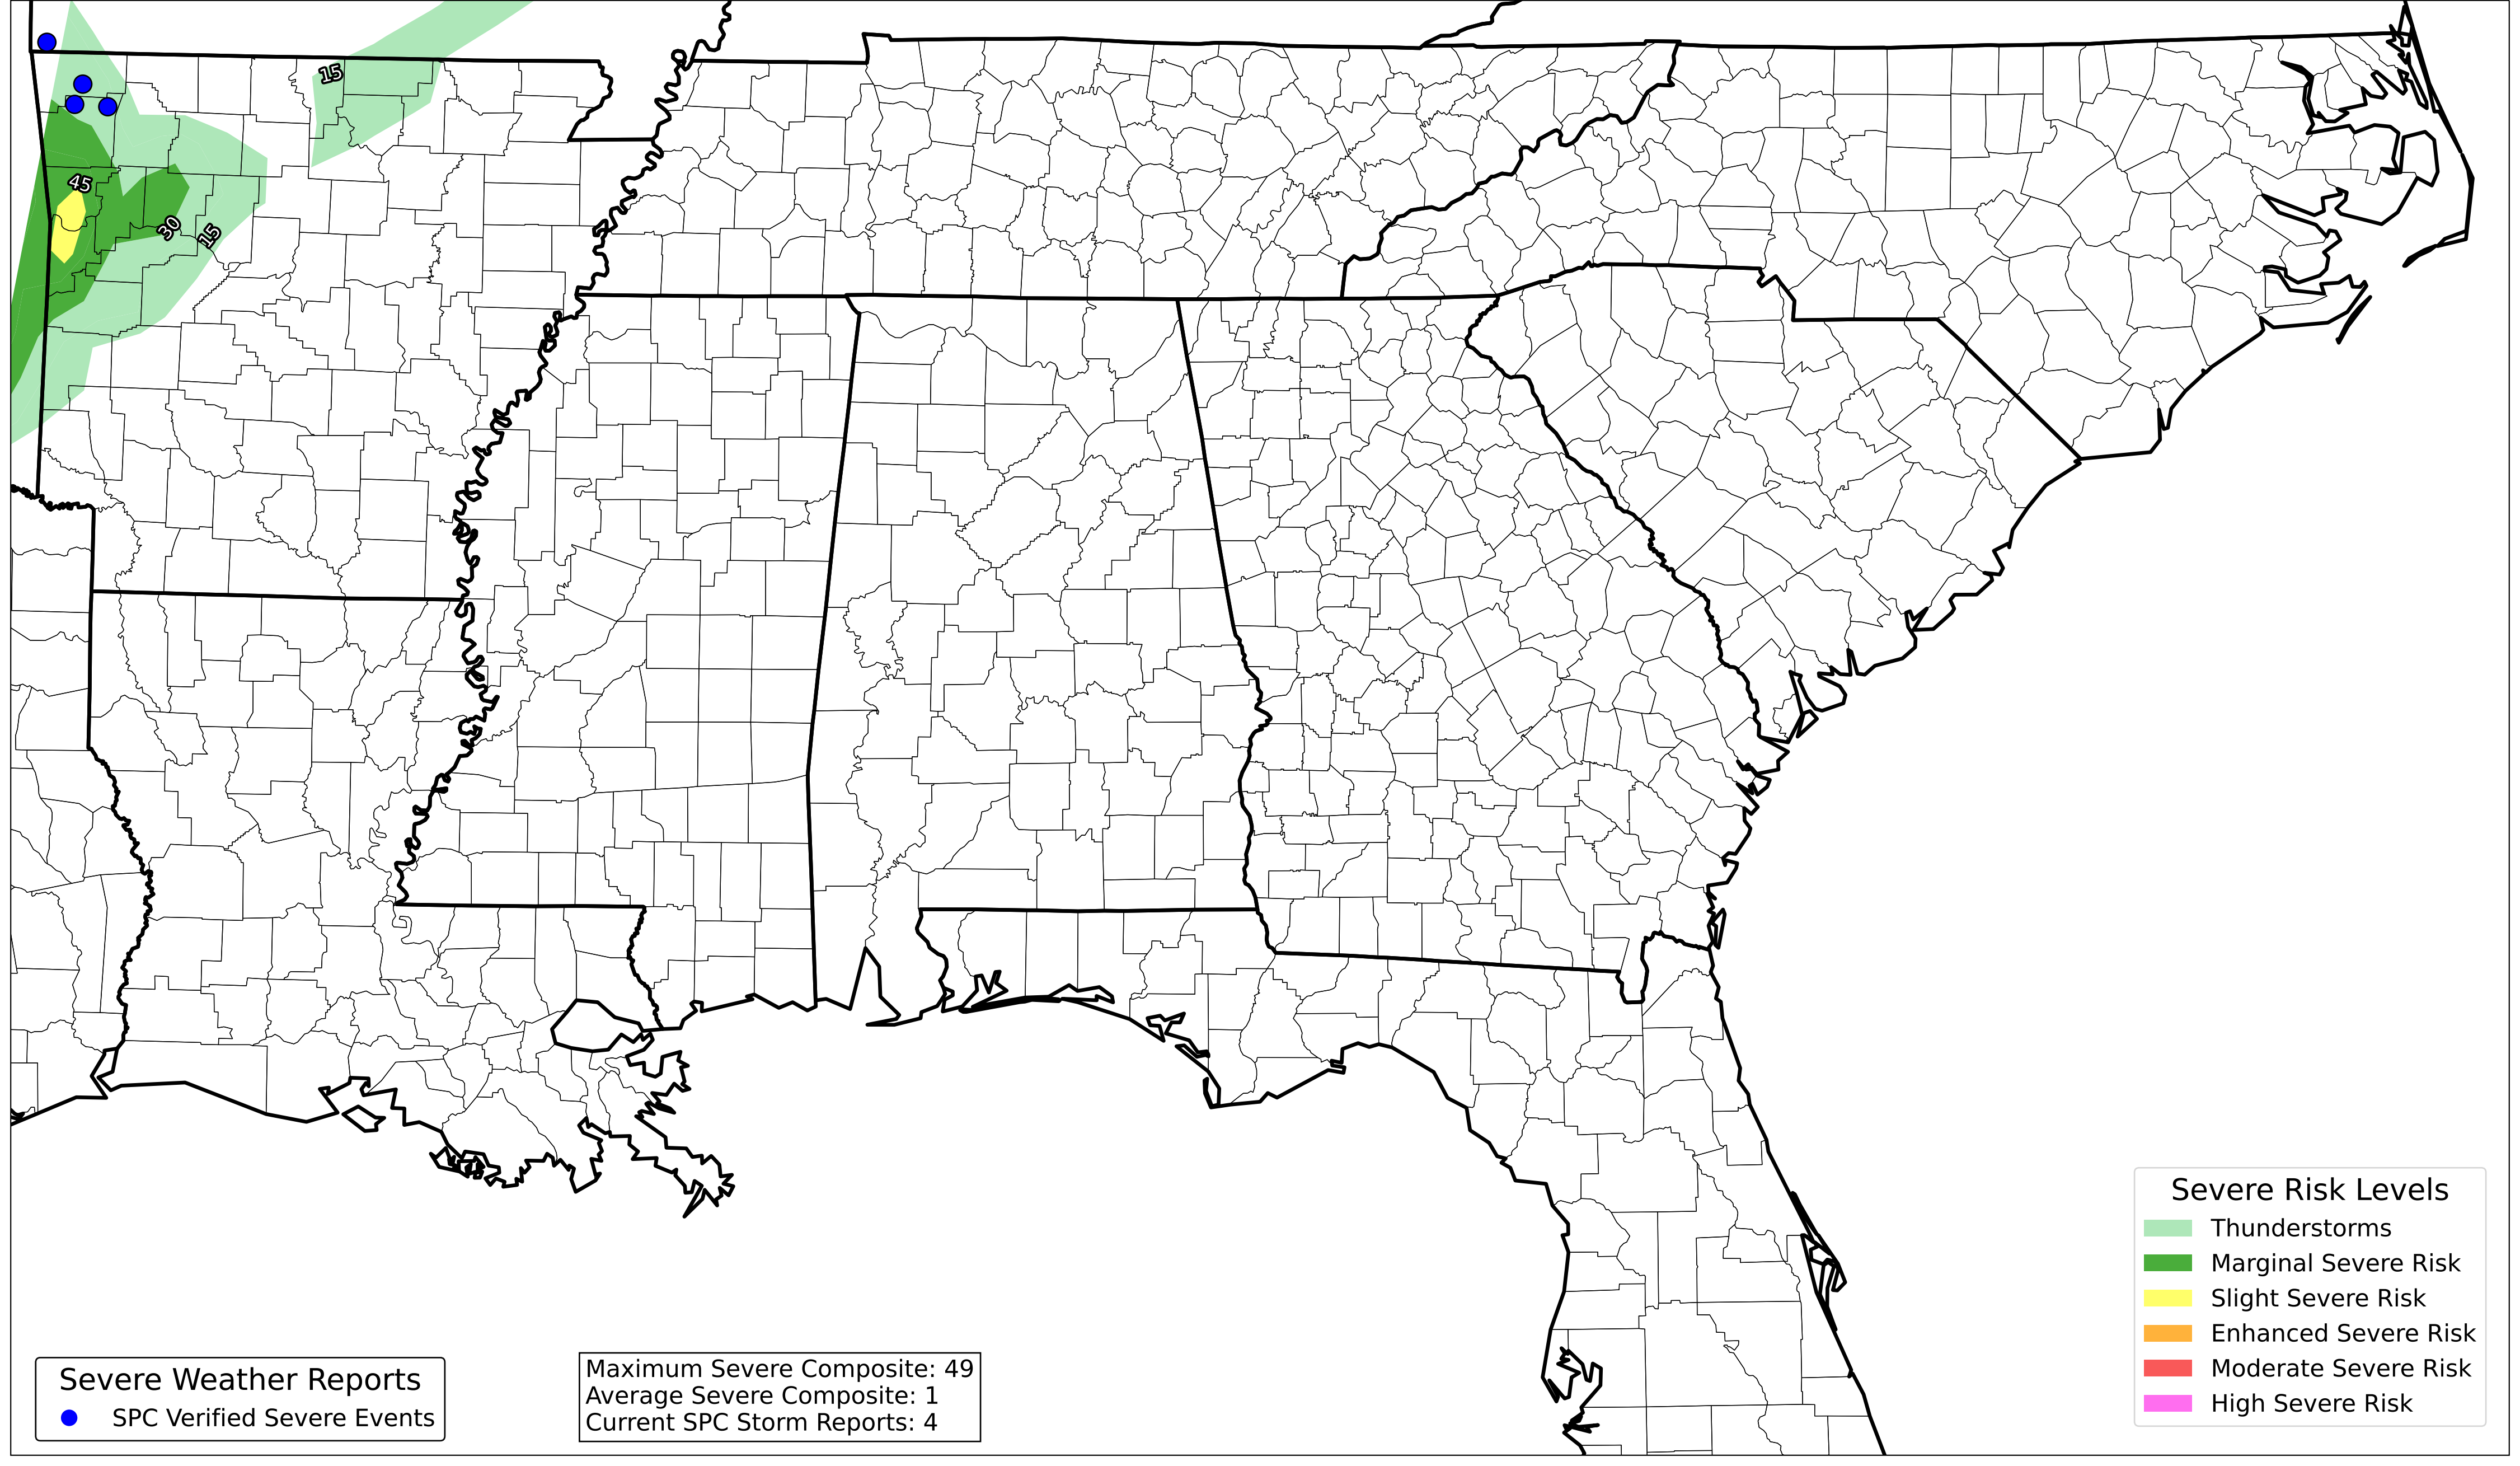 15
45
30
15
Severe Risk Levels
Thunderstorms
Marginal Severe Risk
Slight Severe Risk
Enhanced Severe Risk
Moderate Severe Risk
High Severe Risk
Severe Weather Reports
SPC Verified Severe Events
Maximum Severe Composite: 49
Average Severe Composite: 1
Current SPC Storm Reports: 4